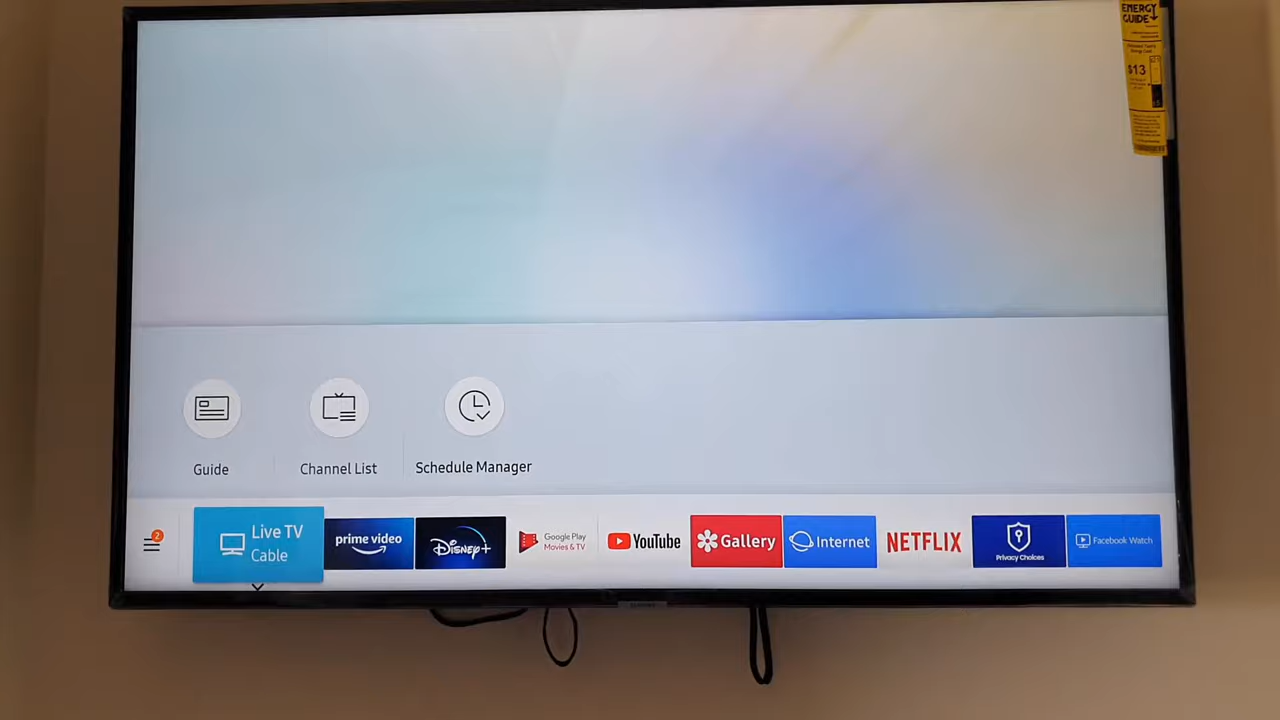 ENERGY
GUIDE
$13
Guide
Channel List
Schedule Manager
2
Live TV
Cable
prime video
Disney+
Google Play
Movies & TV
YouTube
Gallery
Internet
NETFLIX
Privacy Choices
Facebook Watch
SAMSUNG